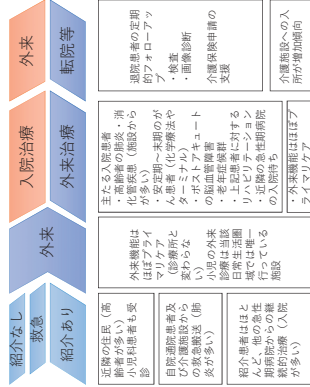 紹介なし
救急
紹介あり
外来
入院治療
外来治療
外来
転院等
近隣の住民（高
齢者が多い）
小児科患者も受
診
自院通院患者及
び介護施設から
の救急搬送（肺
炎が多い）
紹介患者はほと
んど、他の急性
期病院からの継
続的治療（入院
が多い）
外来機能は
ほぼプライ
マリケア
（診療所と
変わらな
い）
小児の外来
診療は当該
日常生活圏
域では唯一
行っている
施設
主たる入院患者
・高齢者の肺炎・消
化管疾患（施設から
が多い）
・安定期～末期のが
ん患者（化学療法や
ターミナル）
・ポストアキュート
の脳血管障害
・老年症候群
・上記患者に対する
リハビリテーション
・近隣の急性期病院
の入院待ち
・外来機能はほぼプ
ライマリケア
退院患者の定期
的フォローアッ
プ
・検査
・画像診断
介護保険申請の
支援
介護施設への入
所が増加傾向